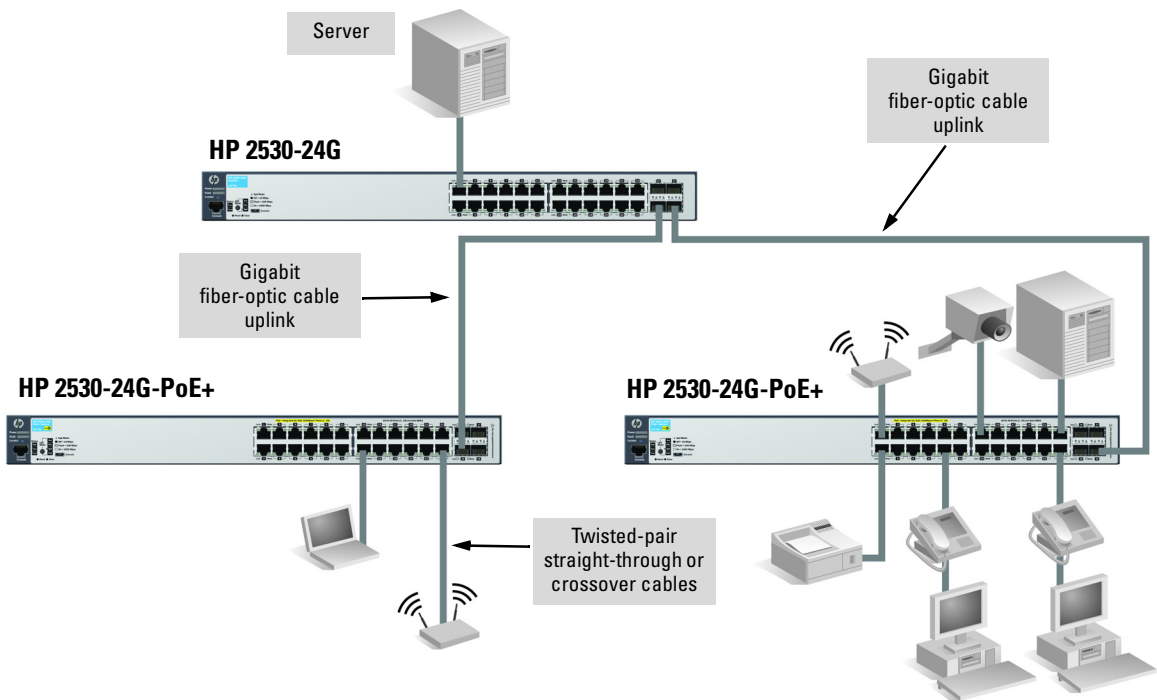 Server
Gigabit
fiber-optic cable
uplink
HP 2530-24G
Gigabit
fiber-optic cable
uplink
HP 2530-24G-PoE+
HP 2530-24G-PoE+
Twisted-pair
straight-through or
crossover cables